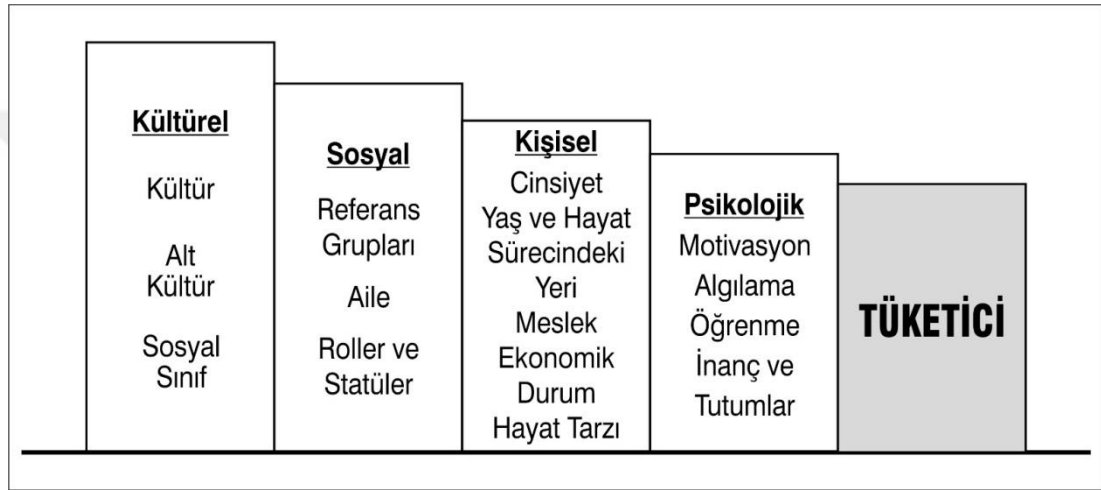 Kültürel
Kültür
Alt
Kültür
Sosyal
Sınıf
Sosyal
Referans
Grupları
Aile
Roller ve
Statüler
Kişisel
Cinsiyet
Yaş ve Hayat
Sürecindeki
Yeri
Meslek
Ekonomik
Durum
Hayat Tarzı
Psikolojik
Motivasyon
Algılama
Öğrenme
İnanç ve
Tutumlar
TÜKETİCİ